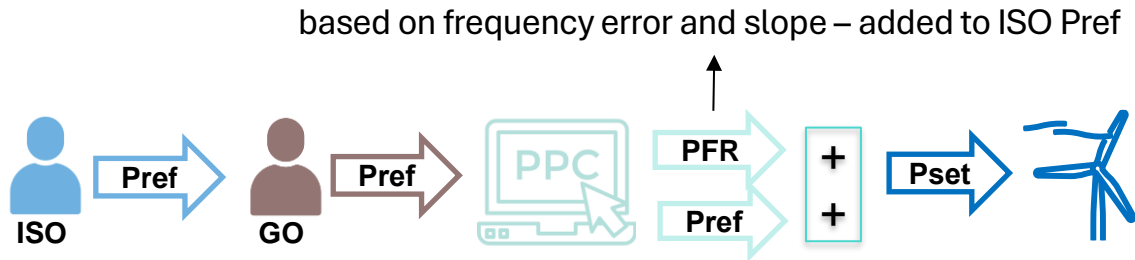 based on frequency error and slope – added to ISO Pref
Pref
Pref
PPC
PFR
Pref
+
+
Pset
ISO
GO